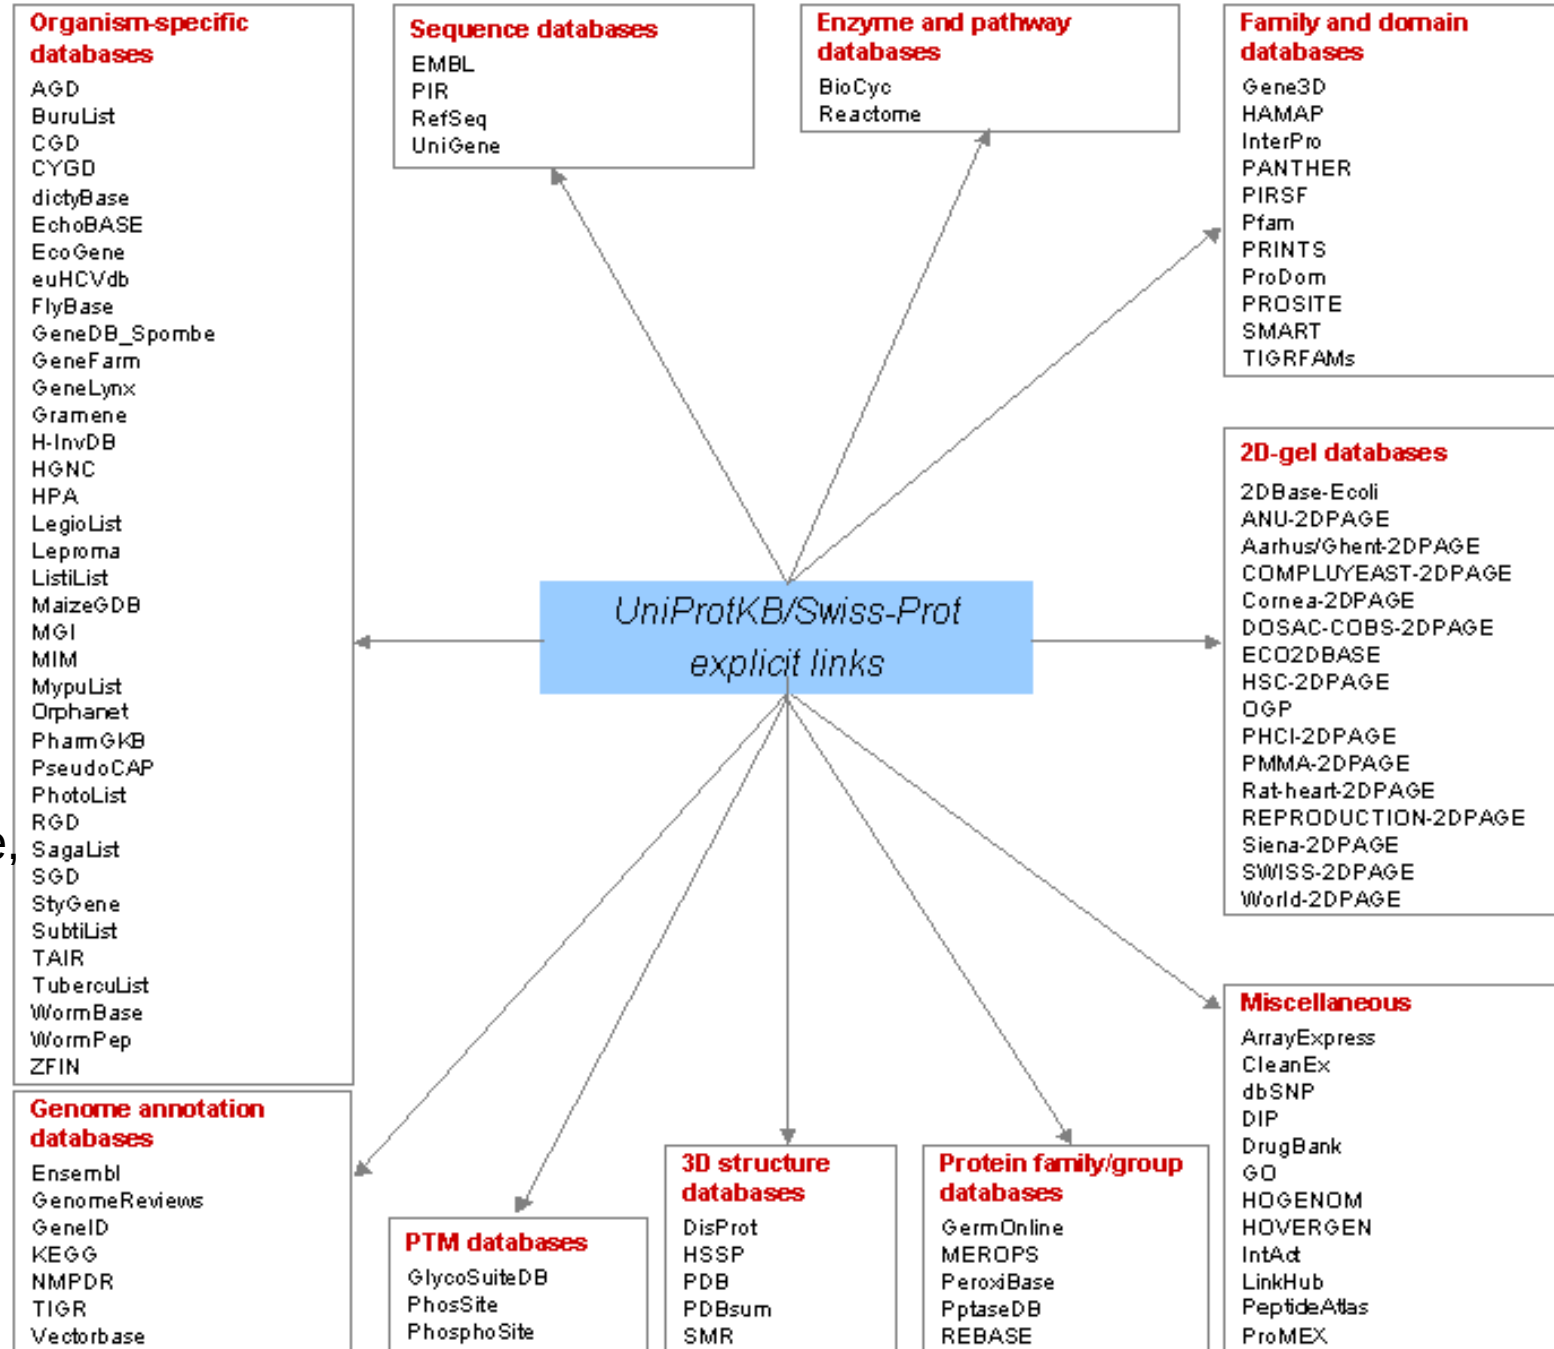 Organism-specific
databases
AGD
BuruList
CGD
CYGD
dictyBase
EchoBASE
EcoGene
euHCVdb
FlyBase
GeneDB_Spombe
GeneFarm
GeneLynx
Gramene
H-InvDB
HGNC
HPA
LegioList
Leproma
ListiList
MaizeGDB
MGI
MIM
MypuList
Orphanet
PharmGKB
PseudoCAP
PhotoList
RGD
SagaList
SGD
StyGene
SubtiList
TAIR
TubercuList
WormBase
WormPep
ZFIN
e,
Sequence databases
EMBL
PIR
RefSeq
UniGene
Enzyme and pathway
databases
BioCyc
Reactome
Family and domain
databases
Gene3D
HAMAP
InterPro
PANTHER
PIRSF
Pfam
PRINTS
ProDom
PROSITE
SMART
TIGRFAMs
UniProtKB/Swiss-Prot
explicit links
2D-gel databases
2DBase-Ecoli
ANU-2DPAGE
Aarhus/Ghent-2DPAGE
COMPLUYEAST-2DPAGE
Cornea-2DPAGE
DOSAC-COBS-2DPAGE
ECO2DBASE
HSC-2DPAGE
OGP
PHCI-2DPAGE
PMMA-2DPAGE
Rat-heart-2DPAGE
REPRODUCTION-2DPAGE
Siena-2DPAGE
SWISS-2DPAGE
World-2DPAGE
Genome annotation
databases
Ensembl
GenomeReviews
GeneID
KEGG
NMPDR
TIGR
Vectorbase
PTM databases
GlycoSuiteDB
PhosSite
PhosphoSite
3D structure
databases
DisProt
HSSP
PDB
PDBsum
SMR
Protein family/group
databases
GermOnline
MEROPS
PeroxiBase
PptaseDB
REBASE
Miscellaneous
ArrayExpress
CleanEx
dbSNP
DIP
DrugBank
GO
HOGENOM
HOVERGEN
IntAct
LinkHub
PeptideAtlas
ProMEX